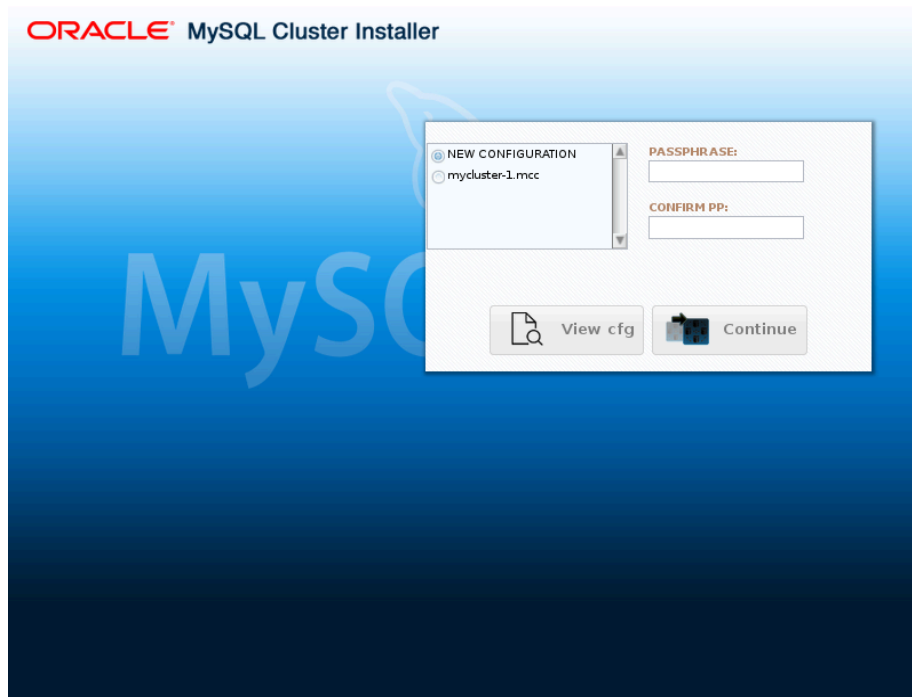 ORACLE® MySQL Cluster Installer
NEW CONFIGURATION
mycluster-1.mcc
PASSPHRASE:
CONFIRM PP:
MySQ
View cfg
Continue